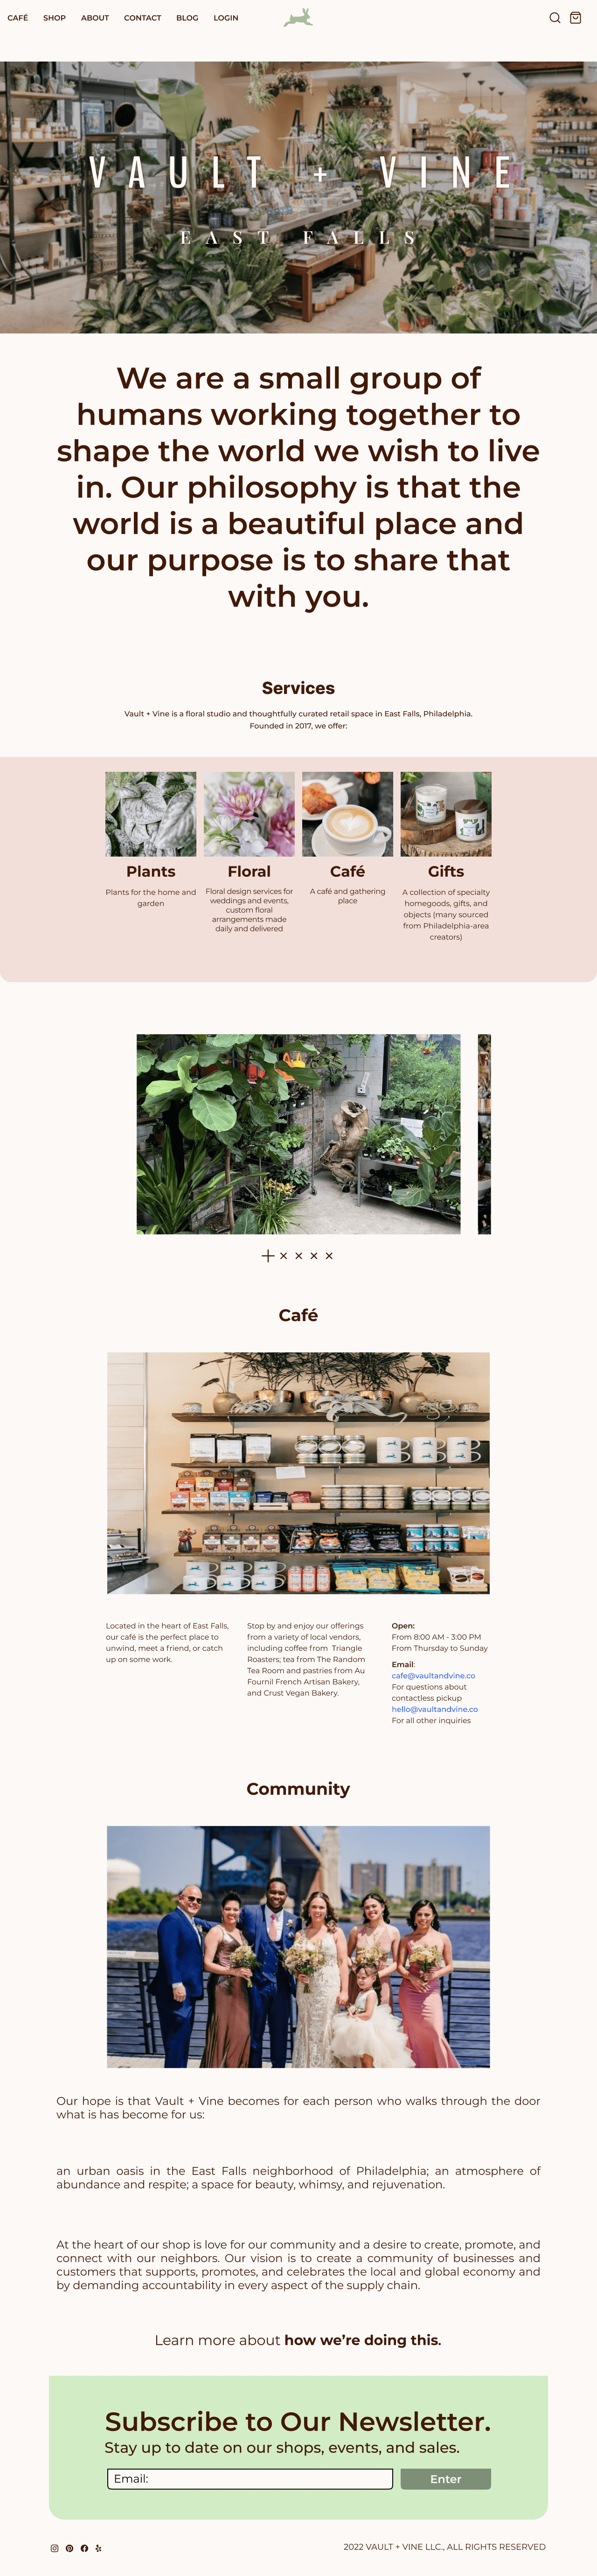 CAFÉ SHOP ABOUT CONTACT BLOG LOGIN
VAULT + VINE
EAST FALLS
We are a small group of
humans working together to
shape the world we wish to live
in. Our philosophy is that the
world is a beautiful place and
our purpose is to share that
with you.
Services
Vault + Vine is a floral studio and thoughtfully curated retail space in East Falls, Philadelphia.
Founded in 2017, we offer:
Plants
Plants for the home and
garden
Floral
Floral design services for
weddings and events,
custom floral
arrangements made
daily and delivered
Café
A café and gathering
place
Gifts
A collection of specialty
homegoods, gifts, and
objects (many sourced
from Philadelphia-area
creators)
Café
Located in the heart of East Falls,
our café is the perfect place to
unwind, meet a friend, or catch
up on some work.
Stop by and enjoy our offerings
from a variety of local vendors,
including coffee from Triangle
Roasters; tea from The Random
Tea Room and pastries from Au
Fournil French Artisan Bakery,
and Crust Vegan Bakery.
Open:
From 8:00 AM - 3:00 PM
From Thursday to Sunday
Email:
cafe@vaultandvine.co
For questions about
contactless pickup
hello@vaultandvine.co
For all other inquiries
Community
Our hope is that Vault + Vine becomes for each person who walks through the door
what is has become for us:
an urban oasis in the East Falls neighborhood of Philadelphia; an atmosphere of
abundance and respite; a space for beauty, whimsy, and rejuvenation.
At the heart of our shop is love for our community and a desire to create, promote, and
connect with our neighbors. Our vision is to create a community of businesses and
customers that supports, promotes, and celebrates the local and global economy and
by demanding accountability in every aspect of the supply chain.
Learn more about how we're doing this.
Subscribe to Our Newsletter.
Stay up to date on our shops, events, and sales.
Email:
Enter
2022 VAULT + VINE LLC., ALL RIGHTS RESERVED